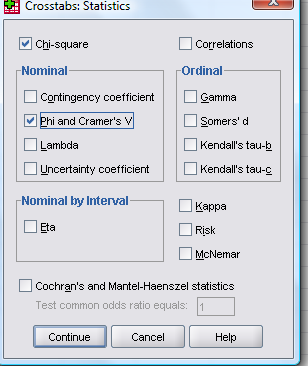 Crosstabs: Statistics
Chi-square
Correlations
Nominal
Contingency coefficient
Phi and Cramer's V
Lambda
Uncertainty coefficient
Ordinal
Gamma
Somers' d
Kendall's tau-b
Kendall's tau-c
Nominal by Interval
Eta
Kappa
Risk
McNemar
Cochran's and Mantel-Haenszel statistics
Test common odds ratio equals: 1
Continue Cancel Help